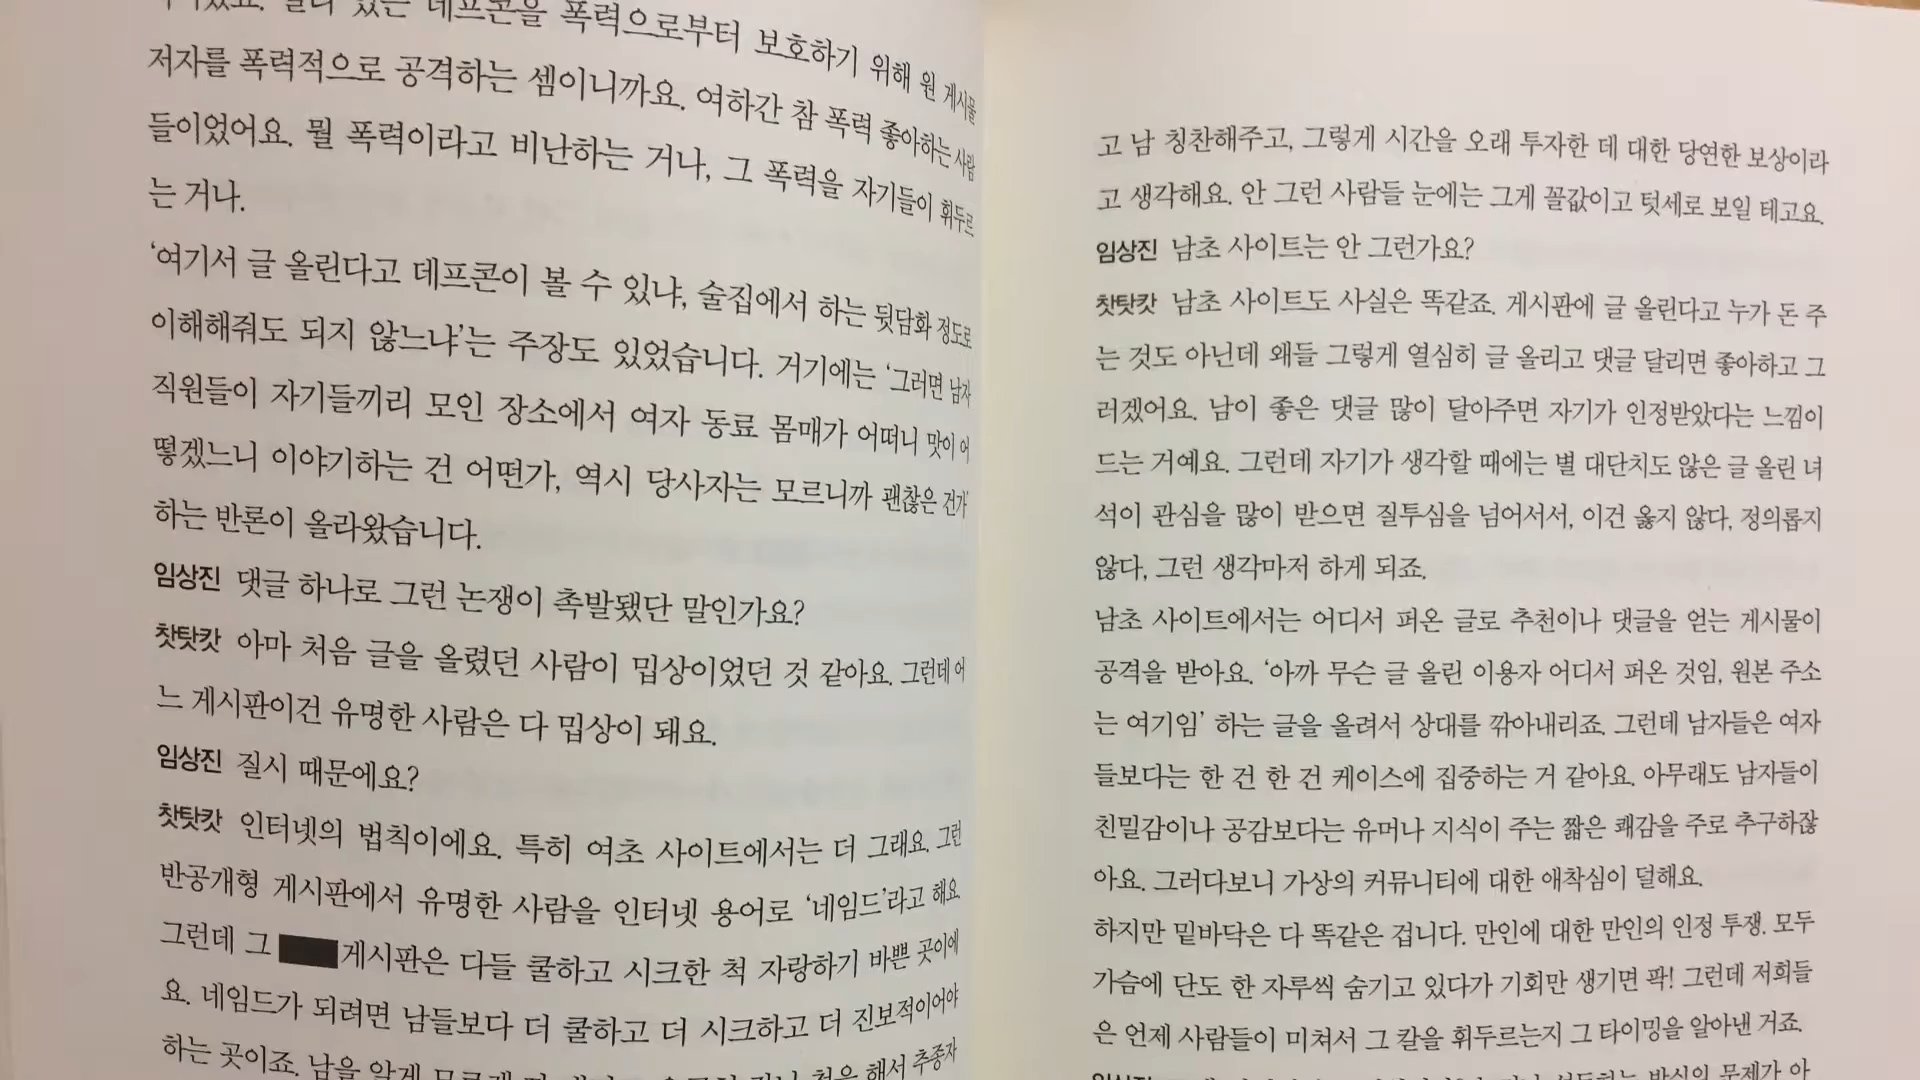 있는 데프콘을 폭력으로부터 보호하기 위해 원 게시물
저자를 폭력적으로 공격하는 셈이니까요. 여하간 참 폭력 좋아하는 사람
들이었어요. 뭘 폭력이라고 비난하는 거나, 그 폭력을 자기들이 휘두르
는 거나.
‘여기서 글 올린다고 데프콘이 볼 수 있냐, 술집에서 하는 뒷담화 정도로
이해해줘도 되지 않느냐’는 주장도 있었습니다. 거기에는 ‘그러면 남자
직원들이 자기들끼리 모인 장소에서 여자 동료 몸매가 어떠니 맛이 어
떻겠느니 이야기하는 건 어떤가, 역시 당사자는 모르니까 괜찮은 건가’
하는 반론이 올라왔습니다.
임상진 댓글 하나로 그런 논쟁이 촉발됐단 말인가요?
찻탓캇 아마 처음 글을 올렸던 사람이 밉상이었던 것 같아요. 그런데 어
느 게시판이건 유명한 사람은 다 밉상이 돼요.
임상진 질시 때문에요?
찻탓캇 인터넷의 법칙이에요. 특히 여초 사이트에서는 더 그래요. 그런
반공개형 게시판에서 유명한 사람을 인터넷 용어로 ‘네임드’라고 해요.
그런데 그 게시판은 다들 쿨하고 시크한 척 자랑하기 바쁜 곳이에
요. 네임드가 되려면 남들보다 더 쿨하고 더 시크하고 더 진보적이어야
하는 곳이죠. 남을 해서 추종자
고 남 칭찬해주고, 그렇게 시간을 오래 투자한 데 대한 당연한 보상이라
고 생각해요. 안 그런 사람들 눈에는 그게 꼴값이고 텃세로 보일 테고요.
임상진 남초 사이트는 안 그런가요?
찻탓캇 남초 사이트도 사실은 똑같죠. 게시판에 글 올린다고 누가 돈 주
는 것도 아닌데 왜들 그렇게 열심히 글 올리고 댓글 달리면 좋아하고 그
러겠어요. 남이 좋은 댓글 많이 달아주면 자기가 인정받았다는 느낌이
드는 거예요. 그런데 자기가 생각할 때에는 별 대단치도 않은 글 올린 녀
석이 관심을 많이 받으면 질투심을 넘어서서, 이건 옳지 않다, 정의롭지
않다, 그런 생각마저 하게 되죠.
남초 사이트에서는 어디서 퍼온 글로 추천이나 댓글을 얻는 게시물이
공격을 받아요. ‘아까 무슨 글 올린 이용자 어디서 퍼온 것임, 원본 주소
는 여기임’ 하는 글을 올려서 상대를 깎아내리죠. 그런데 남자들은 여자
들보다는 한 건 한 건 케이스에 집중하는 거 같아요. 아무래도 남자들이
친밀감이나 공감보다는 유머나 지식이 주는 짧은 쾌감을 주로 추구하잖
아요. 그러다보니 가상의 커뮤니티에 대한 애착심이 덜해요.
하지만 밑바닥은 다 똑같은 겁니다. 만인에 대한 만인의 인정 투쟁. 모두
가슴에 단도 한 자루씩 숨기고 있다가 기회만 생기면 콱! 그런데 저희들
은 언제 사람들이 미쳐서 그 칼을 휘두르는지 그 타이밍을 알아낸 거죠.
방식의 문제가 아